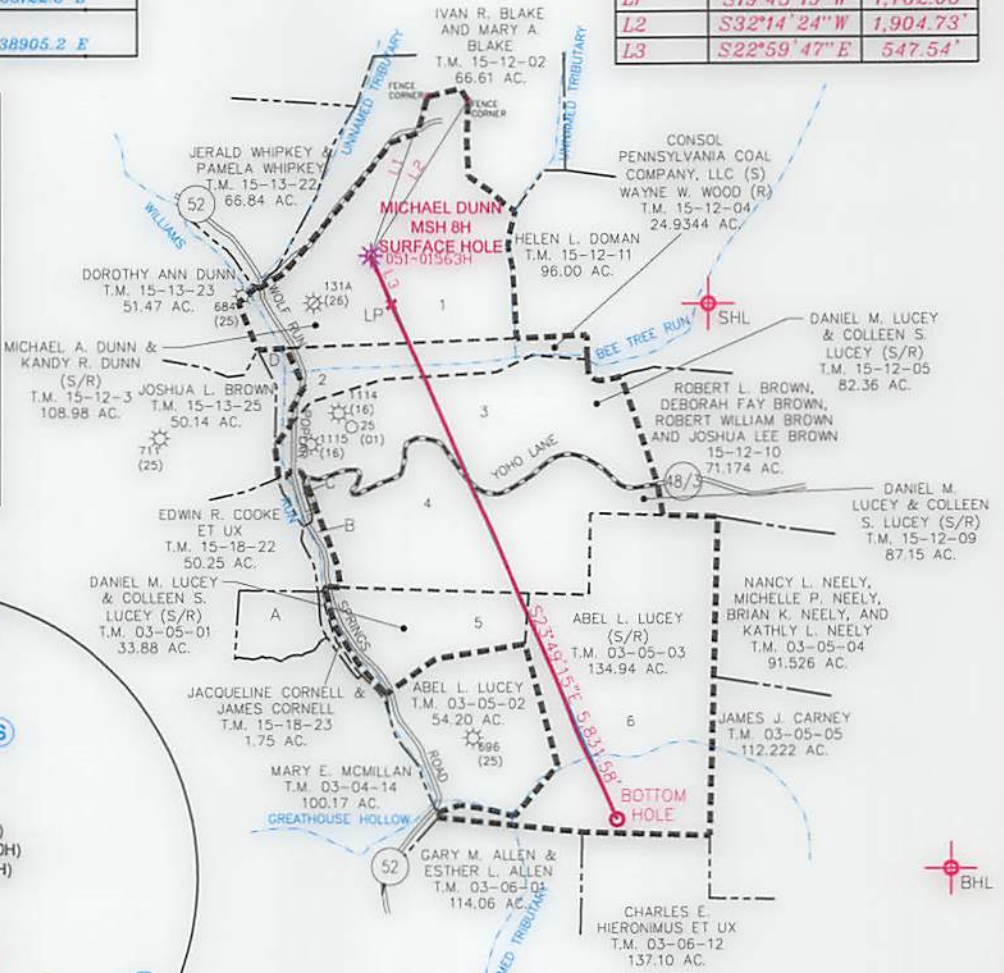 38905.2 E
L2 S32°14'24"W 1,904.73'
L3 S22°59'47"E 547.54'
IVAN R. BLAKE
AND MARY A.
BLAKE
T.M. 15-12-02
66.61 AC.
UNNAMED TRIBUTARY
UNNAMED TRIBUTARY
FENCE
CORNER
FENCE
CORNER
JERALD WHIPKEY &
PAMELA WHIPKEY
T.M. 15-13-22
66.84 AC.
52
L1
L2
CONSOL
PENNSYLVANIA COAL
COMPANY, LLC (S)
WAYNE W. WOOD (R)
T.M. 15-12-04
24.9344 AC.
WILLIAMS
MICHAEL DUNN
MSH 8H
SURFACE HOLE
051-01563H
HELEN L. DOMAN
T.M. 15-12-11
96.00 AC.
DOROTHY ANN DUNN
T.M. 15-13-23
51.47 AC.
684
(25)
WOLF RUN
131A
(26)
L3
LP
1
SHL
BEE TREE RUN
DANIEL M. LUCEY
& COLLEEN S.
LUCEY (S/R)
T.M. 15-12-05
82.36 AC.
MICHAEL A. DUNN &
KANDY R. DUNN
(S/R)
T.M. 15-12-3
108.98 AC.
D
2
JOSHUA L. BROWN
T.M. 15-13-25
50.14 AC.
711
(25)
1114
(16)
25
(01)
1115
(16)
3
ROBERT L. BROWN,
DEBORAH FAY BROWN,
ROBERT WILLIAM BROWN
AND JOSHUA LEE BROWN
15-12-10
71.174 AC.
YOHO LANE
48/3
C
4
B
RUN
EDWIN R. COOKE
ET UX
T.M. 15-18-22
50.25 AC.
DANIEL M.
LUCEY & COLLEEN
S. LUCEY (S/R)
T.M. 15-12-09
87.15 AC.
DANIEL M. LUCEY
& COLLEEN S.
LUCEY (S/R)
T.M. 03-05-01
33.88 AC.
A
SPRINGS
5
S23°49'15"E 5,831.58'
ABEL L. LUCEY
(S/R)
T.M. 03-05-03
134.94 AC.
NANCY L. NEELY,
MICHELLE P. NEELY,
BRIAN K. NEELY, AND
KATHLY L. NEELY
T.M. 03-05-04
91.526 AC.
JACQUELINE CORNELL &
JAMES CORNELL
T.M. 15-18-23
1.75 AC.
ABEL L. LUCEY
T.M. 03-05-02
54.20 AC.
696
(25)
6
JAMES J. CARNEY
T.M. 03-05-05
112.222 AC.
ROAD
MARY E. MCMILLAN
T.M. 03-04-14
100.17 AC.
GREATHOUSE HOLLOW
BOTTOM
HOLE
52
GARY M. ALLEN &
ESTHER L. ALLEN
T.M. 03-06-01
114.06 AC.
BHL
CHARLES E.
HIERONIMUS ET UX
T.M. 03-06-12
137.10 AC.
TRIBUTARY